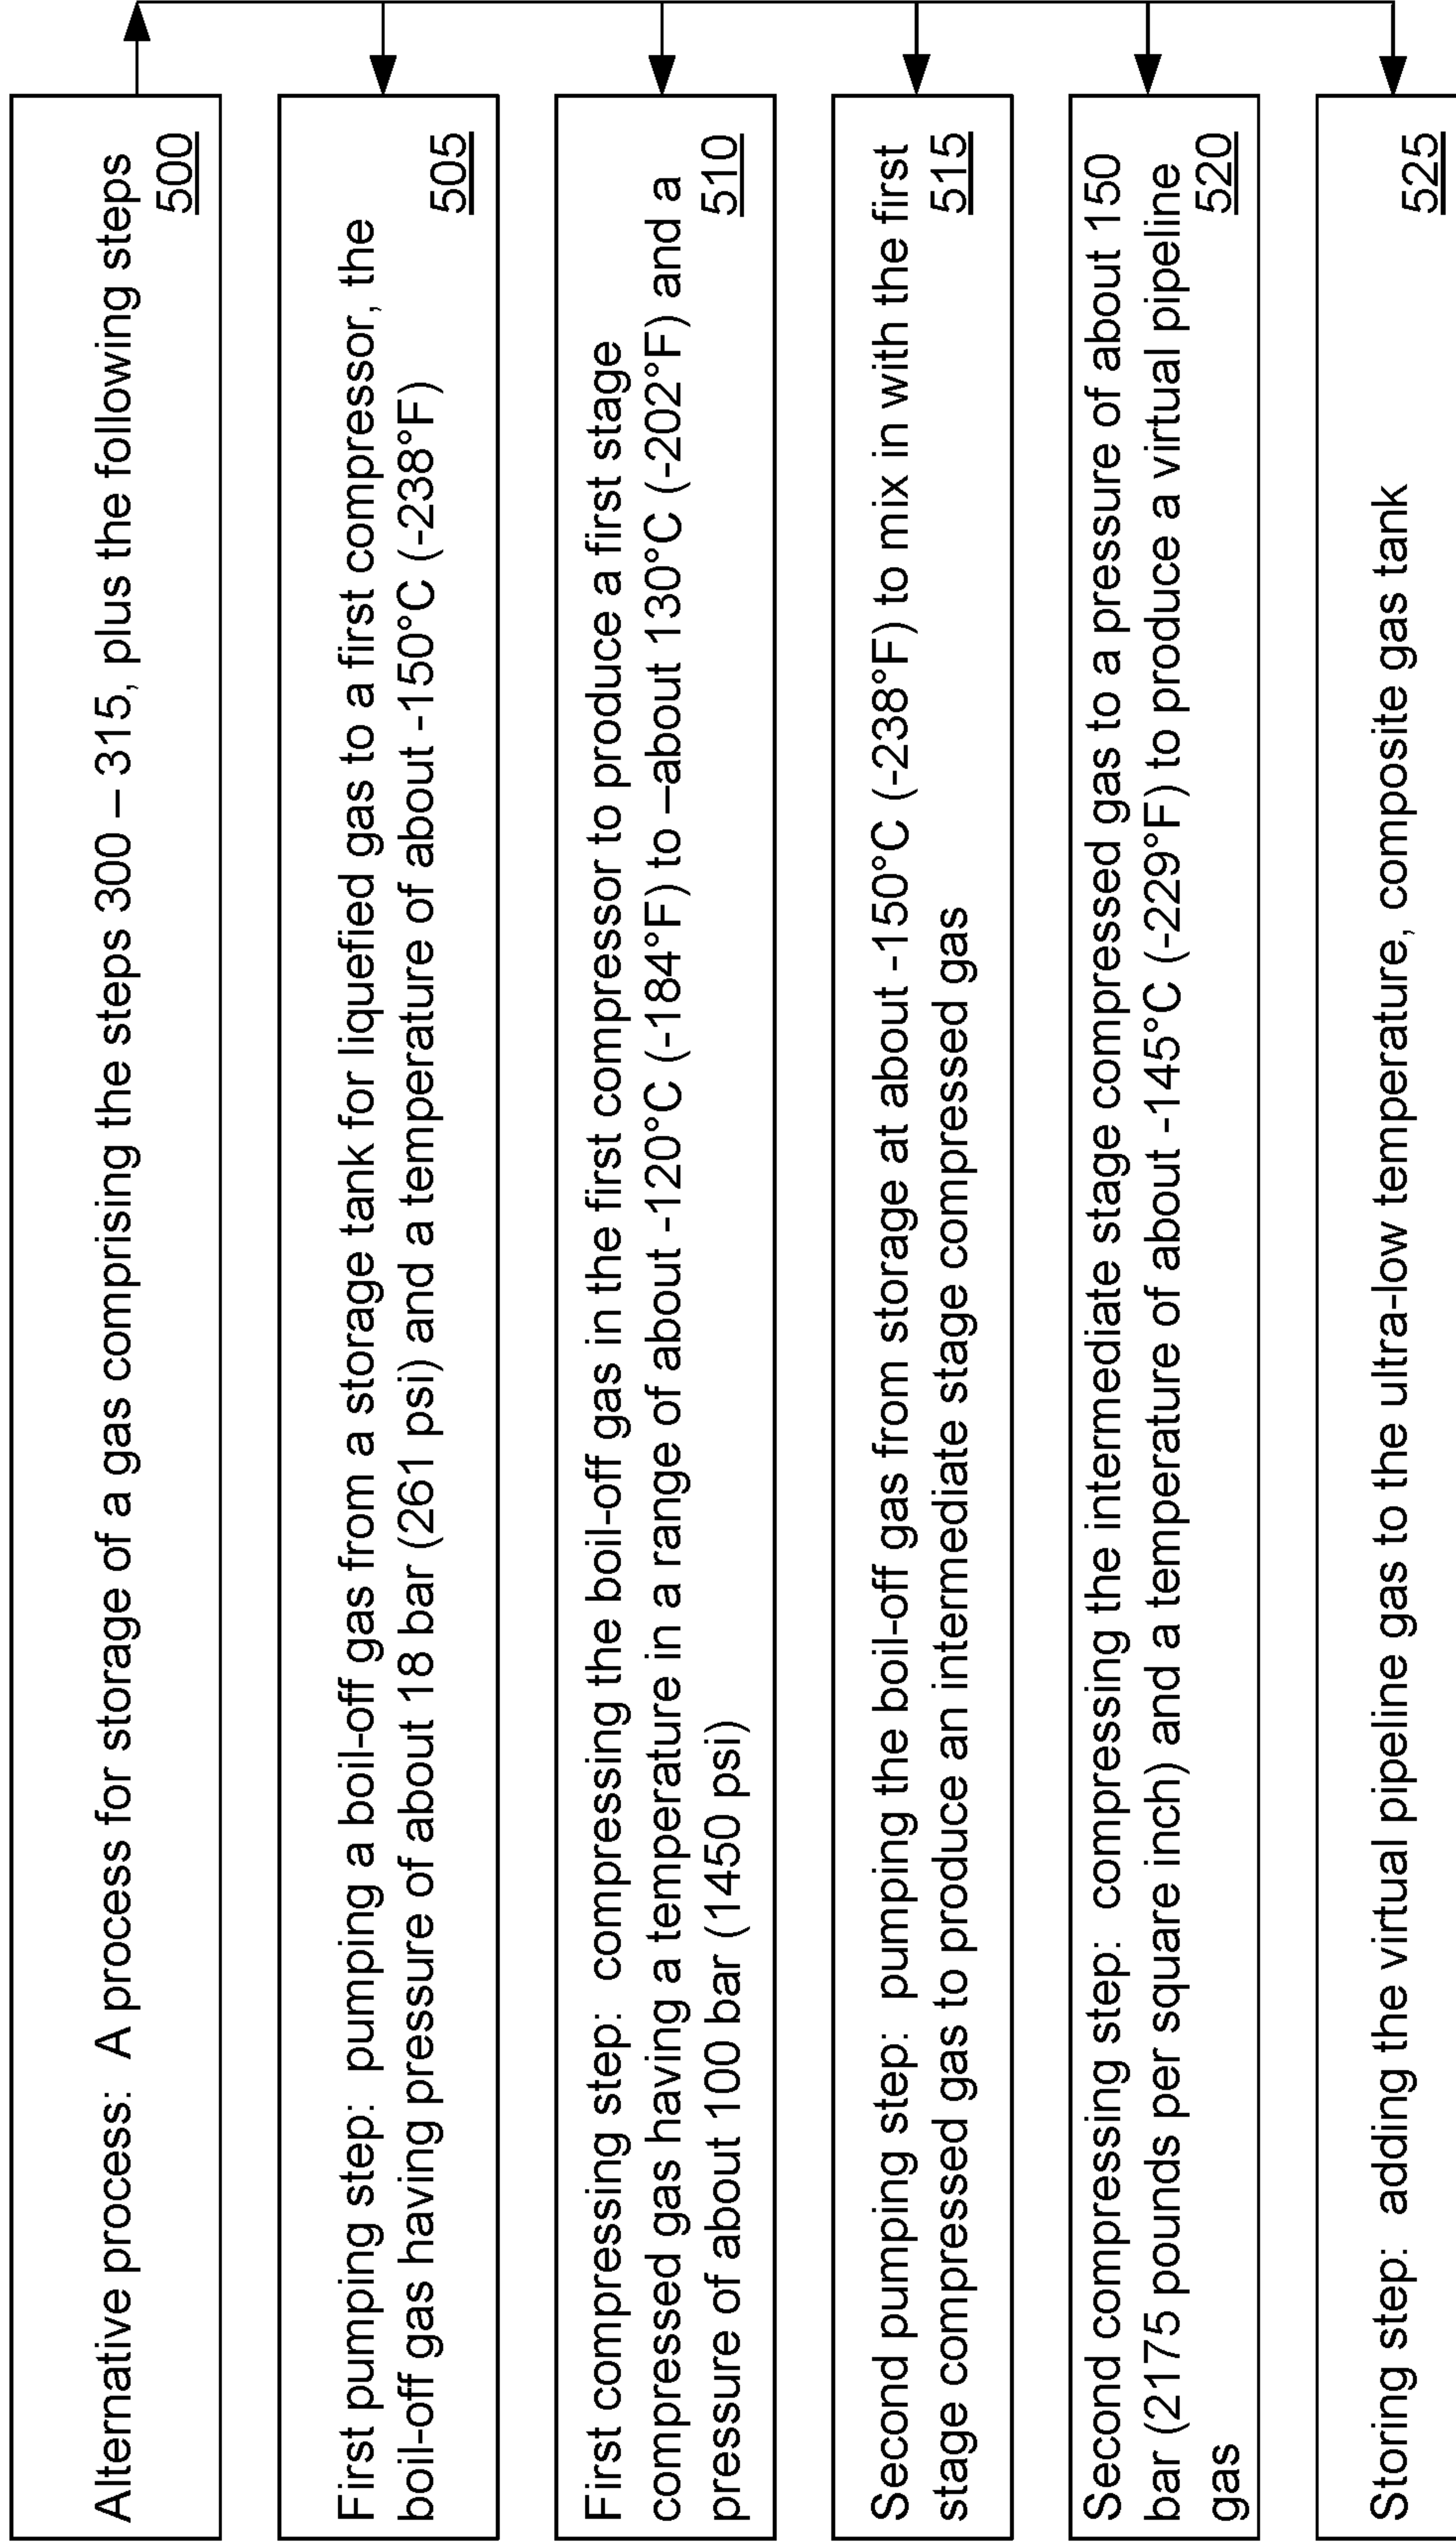 Alternative process:  A process for storage of a gas comprising the steps 300 – 315, plus the following steps
500
First pumping step:  pumping a boil-off gas from a storage tank for liquefied gas to a first compressor, the
boil-off gas having pressure of about 18 bar (261 psi) and a temperature of about -150°C (-238°F)
505
First compressing step:  compressing the boil-off gas in the first compressor to produce a first stage
compressed gas having a temperature in a range of about -120°C (-184°F) to –about 130°C (-202°F) and a
pressure of about 100 bar (1450 psi)
510
Second pumping step:  pumping the boil-off gas from storage at about -150°C (-238°F) to mix in with the first
stage compressed gas to produce an intermediate stage compressed gas
515
Second compressing step:  compressing the intermediate stage compressed gas to a pressure of about 150
bar (2175 pounds per square inch) and a temperature of about -145°C (-229°F) to produce a virtual pipeline
gas
520
Storing step:  adding the virtual pipeline gas to the ultra-low temperature, composite gas tank
525